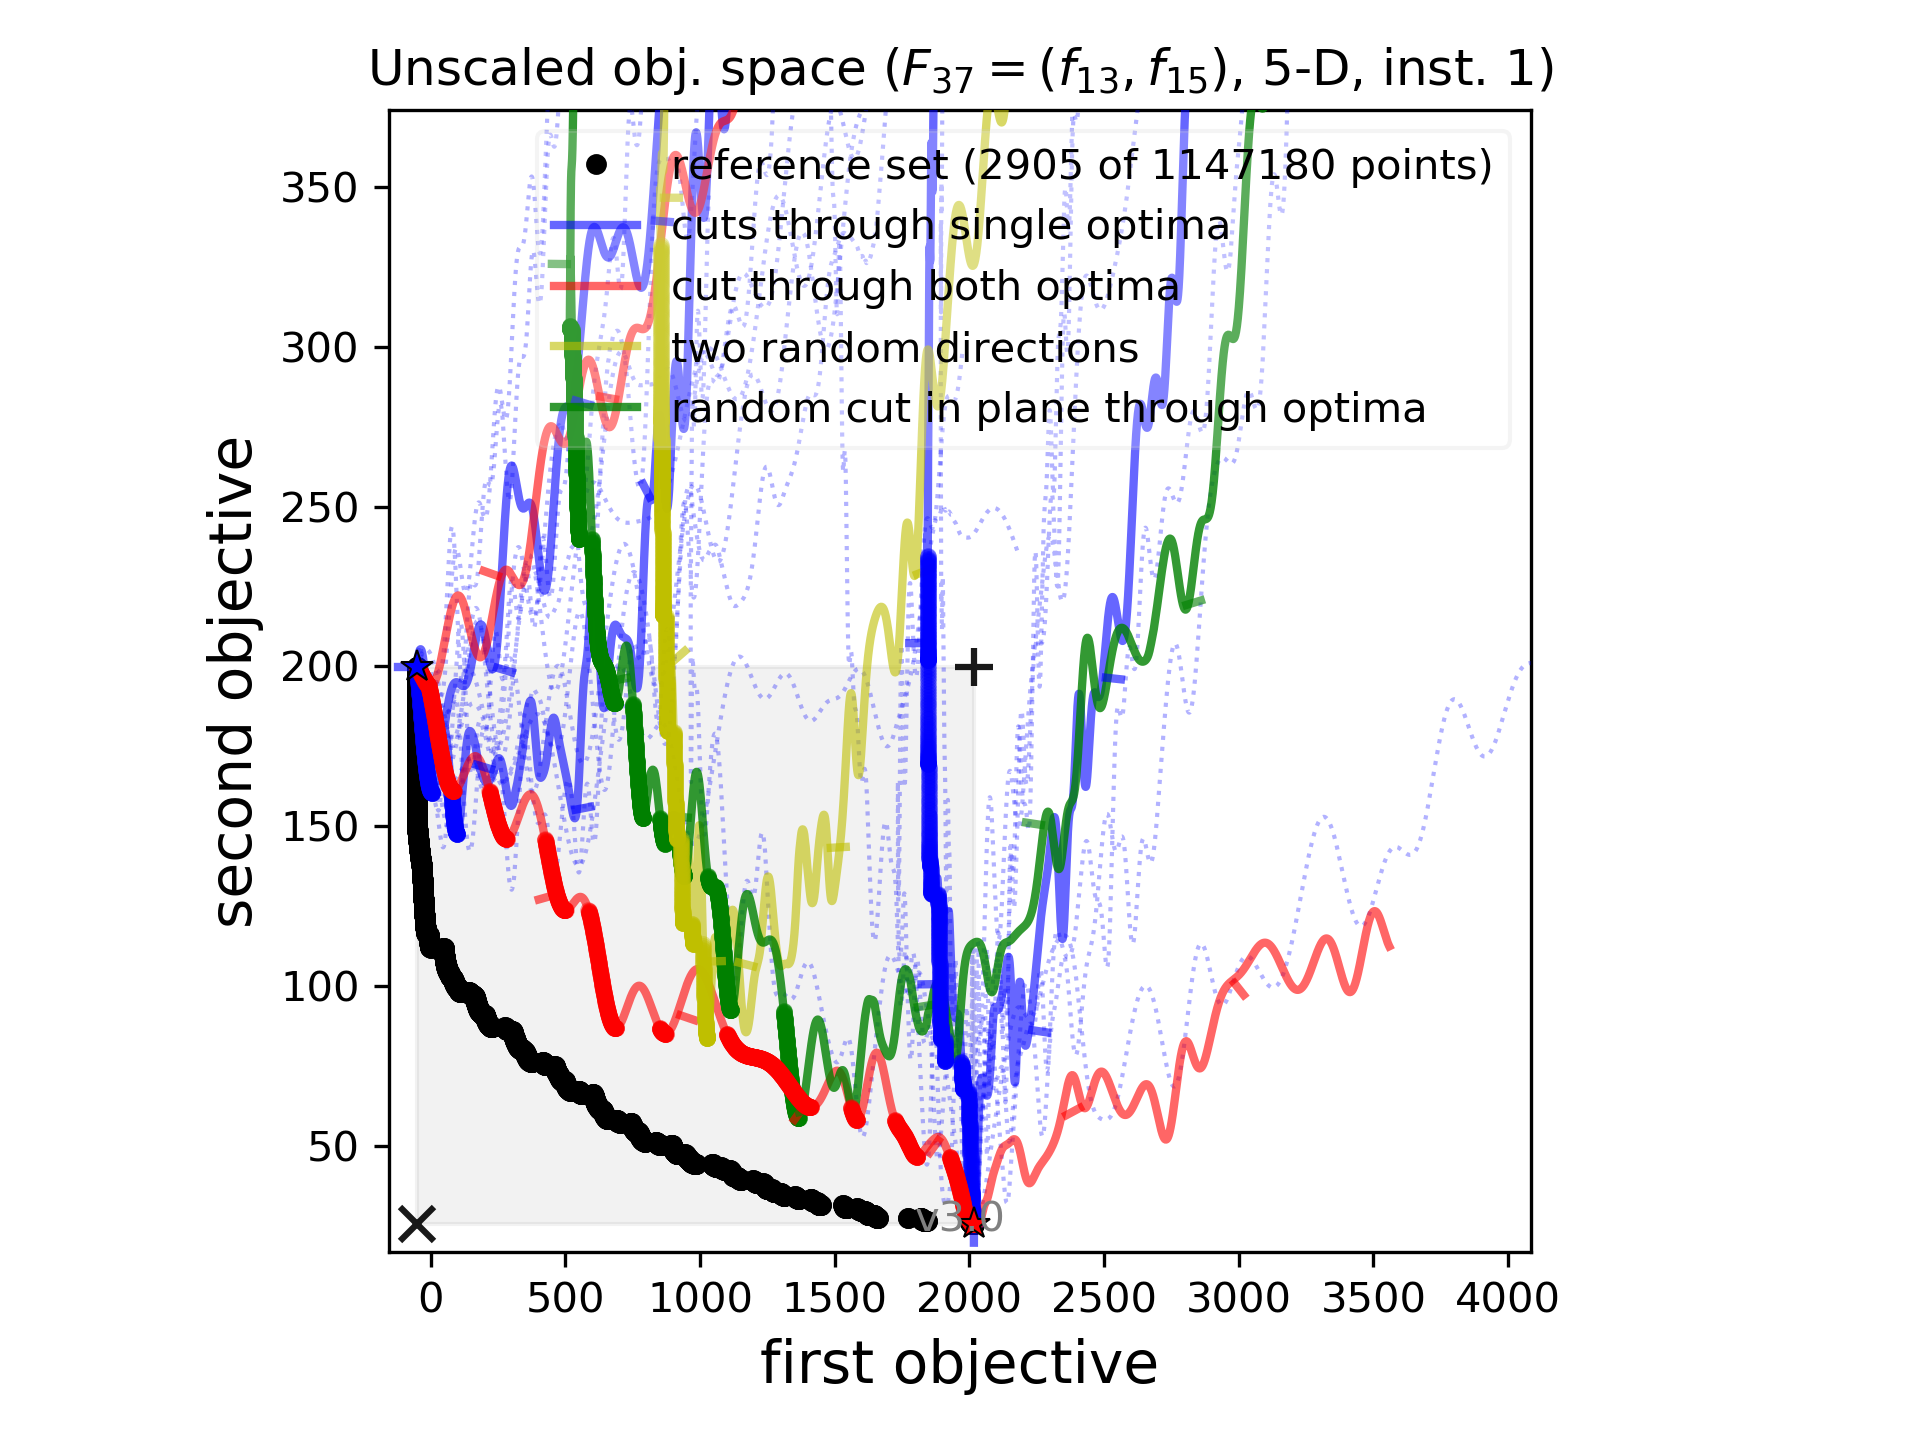 Unscaled obj. space (F37 = (f13, f15), 5-D, inst. 1)
reference set (2905 of 1147180 points)
cuts through single optima
cut through both optima
two random directions
random cut in plane through optima
second objective
350
300
250
200
150
100
50
v3.0
0 500 1000 1500 2000 2500 3000 3500 4000
first objective